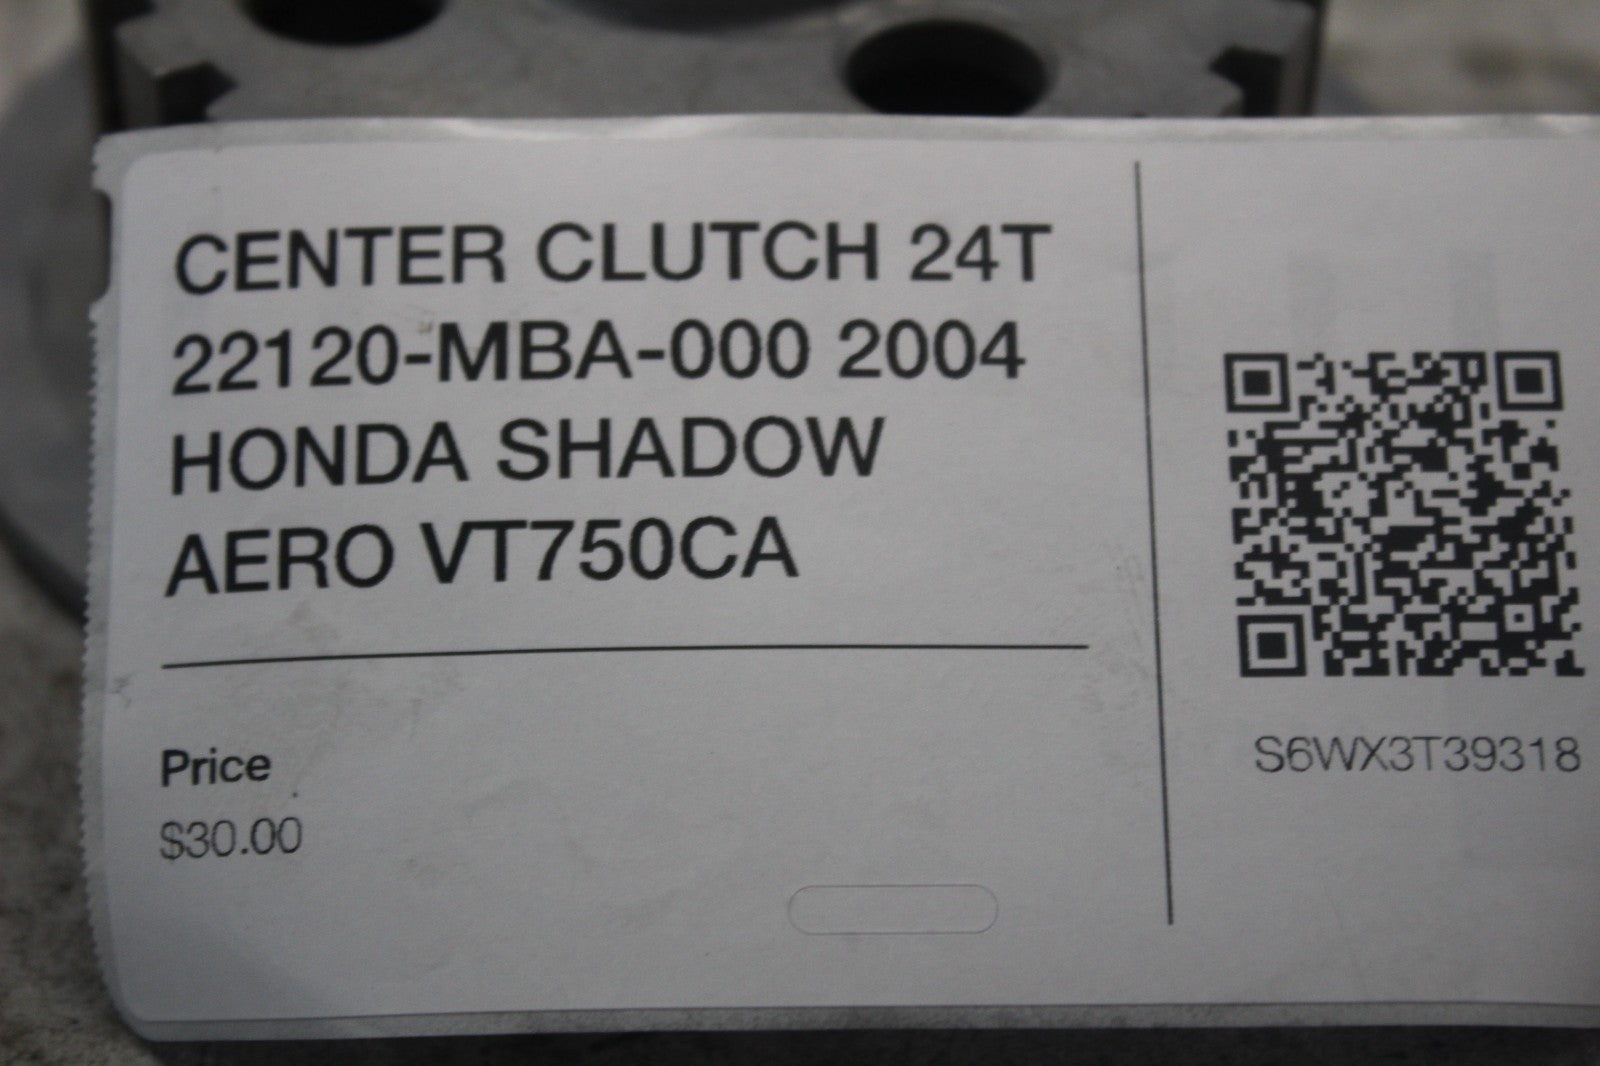 CENTER CLUTCH 24T
22120-MBA-000 2004
HONDA SHADOW
AERO VT750CA
Price
$30.00
S6WX3T39318